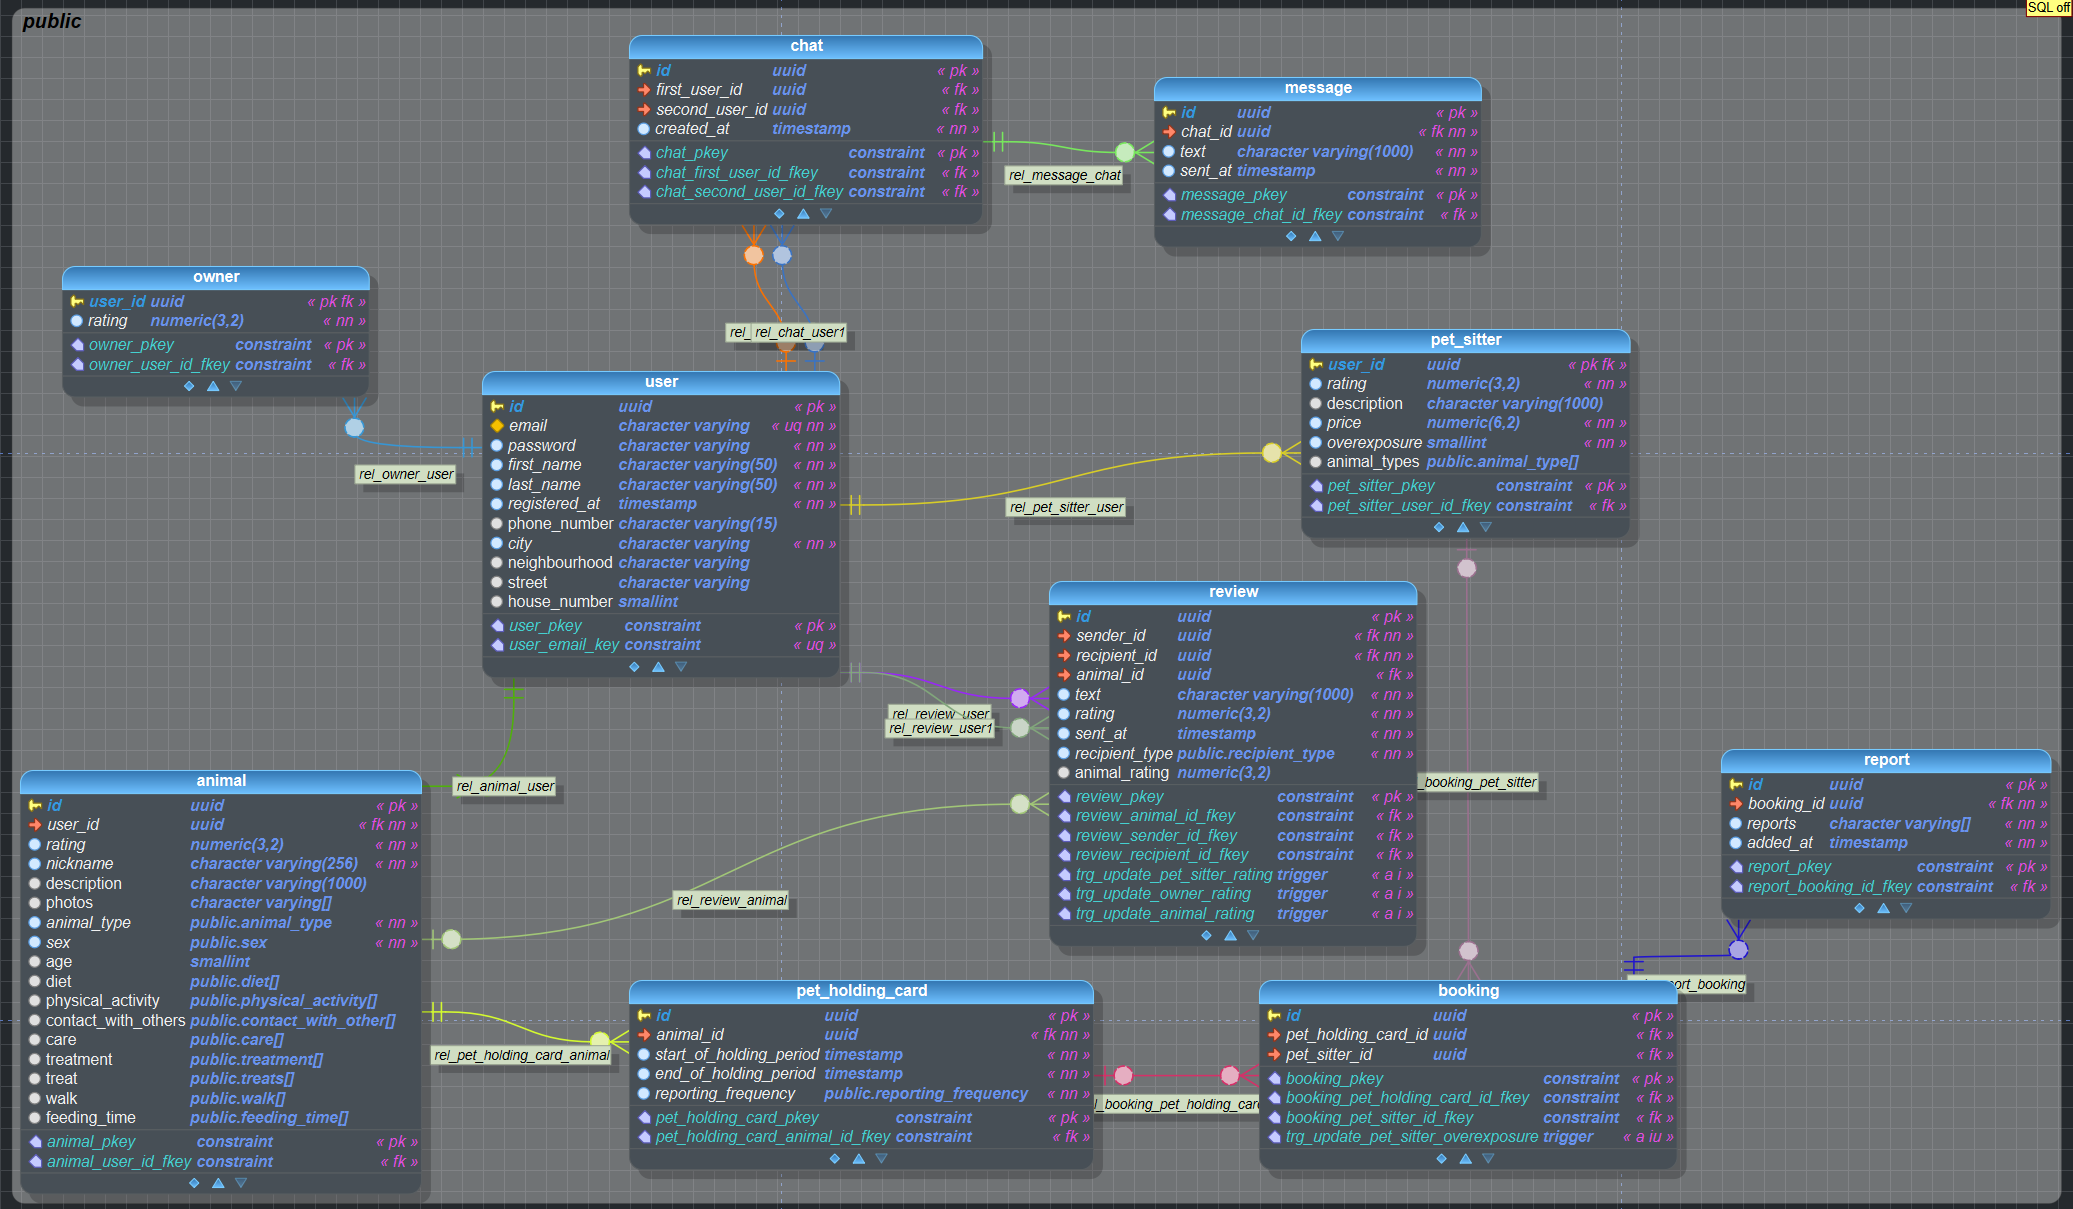 public
SQL off
chat
id uuid « pk »
first_user_id uuid « fk »
second_user_id uuid « fk »
created_at timestamp « nn »
chat_pkey constraint « pk »
chat_first_user_id_fkey constraint « fk »
chat_second_user_id_fkey constraint « fk »
message
id uuid « pk »
chat_id uuid « fk nn »
text character varying(1000) « nn »
sent_at timestamp « nn »
message_pkey constraint « pk »
message_chat_id_fkey constraint « fk »
rel_message_chat
owner
user_id uuid « pk fk »
rating numeric(3,2) « nn »
owner_pkey constraint « pk »
owner_user_id_fkey constraint « fk »
rel_
rel_chat_user1
rel_owner_user
user
id uuid « pk »
email character varying « uq nn »
password character varying « nn »
first_name character varying(50) « nn »
last_name character varying(50) « nn »
registered_at timestamp « nn »
phone_number character varying(15)
city character varying « nn »
neighbourhood character varying
street character varying
house_number smallint
user_pkey constraint « pk »
user_email_key constraint « uq »
pet_sitter
user_id uuid « pk fk »
rating numeric(3,2) « nn »
description character varying(1000)
price numeric(6,2) « nn »
overexposure smallint « nn »
animal_types public.animal_type[]
pet_sitter_pkey constraint « pk »
pet_sitter_user_id_fkey constraint « fk »
rel_pet_sitter_user
review
id uuid « pk »
sender_id uuid « fk nn »
recipient_id uuid « fk nn »
animal_id uuid « fk »
text character varying(1000) « nn »
rating numeric(3,2) « nn »
sent_at timestamp « nn »
recipient_type public.recipient_type « nn »
animal_rating numeric(3,2)
review_pkey constraint « pk »
review_animal_id_fkey constraint « fk »
review_sender_id_fkey constraint « fk »
review_recipient_id_fkey constraint « fk »
trg_update_pet_sitter_rating trigger « a i »
trg_update_owner_rating trigger « a i »
trg_update_animal_rating trigger « a i »
rel_review_user
rel_review_user1
_booking_pet_sitter
rel_animal_user
rel_review_animal
report
id uuid « pk »
booking_id uuid « fk nn »
reports character varying[] « nn »
added_at timestamp « nn »
report_pkey constraint « pk »
report_booking_id_fkey constraint « fk »
ort_booking
animal
id uuid « pk »
user_id uuid « fk nn »
rating numeric(3,2) « nn »
nickname character varying(256) « nn »
description character varying(1000)
photos character varying[]
animal_type public.animal_type « nn »
sex public.sex « nn »
age smallint
diet public.diet[]
physical_activity public.physical_activity[]
contact_with_others public.contact_with_other[]
care public.care[]
treatment public.treatment[]
treat public.treats[]
walk public.walk[]
feeding_time public.feeding_time[]
animal_pkey constraint « pk »
animal_user_id_fkey constraint « fk »
rel_pet_holding_card_animal
pet_holding_card
id uuid « pk »
animal_id uuid « fk nn »
start_of_holding_period timestamp « nn »
end_of_holding_period timestamp « nn »
reporting_frequency public.reporting_frequency « nn »
pet_holding_card_pkey constraint « pk »
pet_holding_card_animal_id_fkey constraint « fk »
l_booking_pet_holding_card
booking
id uuid « pk »
pet_holding_card_id uuid « fk »
pet_sitter_id uuid « fk »
booking_pkey constraint « pk »
booking_pet_holding_card_id_fkey constraint « fk »
booking_pet_sitter_id_fkey constraint « fk »
trg_update_pet_sitter_overexposure trigger « a iu »